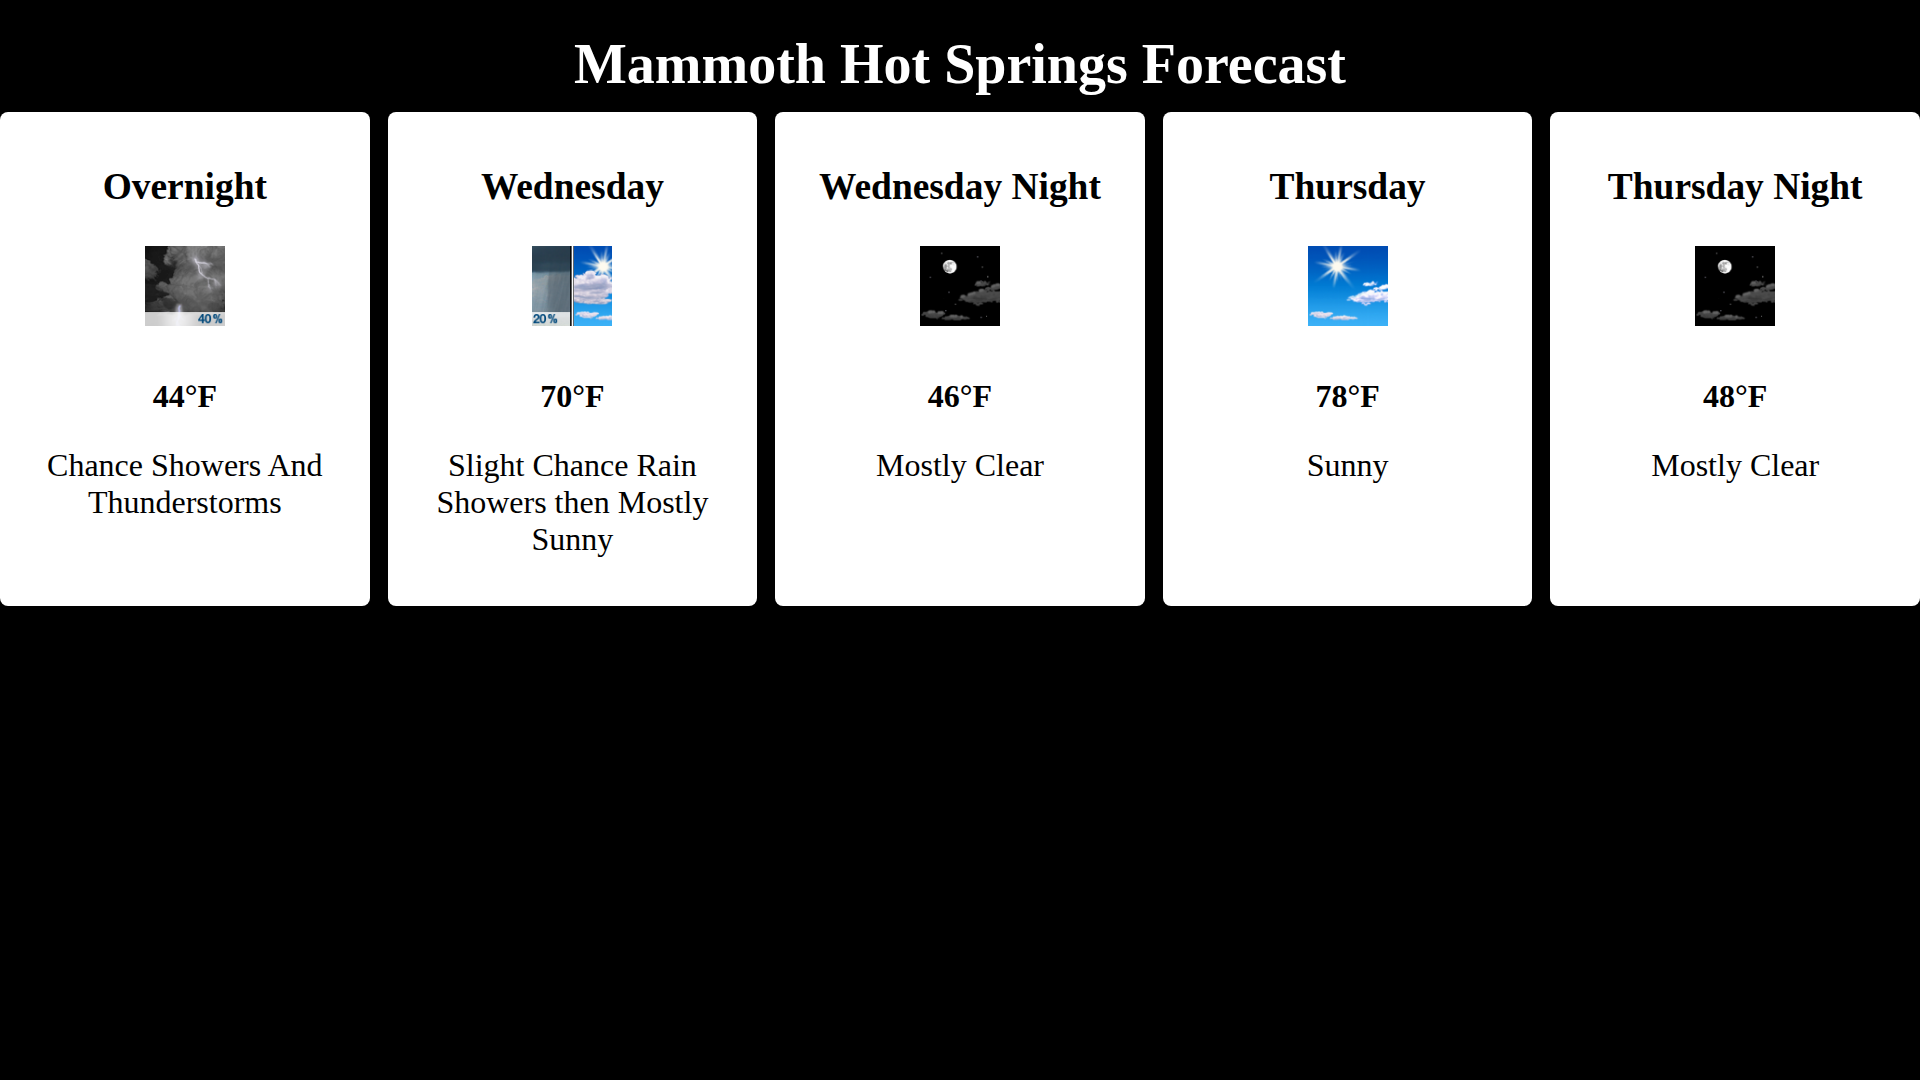 Mammoth Hot Springs Forecast
Overnight
40%
44°F
Chance Showers And
Thunderstorms
Wednesday
20%
70°F
Slight Chance Rain
Showers then Mostly
Sunny
Wednesday Night
46°F
Mostly Clear
Thursday
78°F
Sunny
Thursday Night
48°F
Mostly Clear